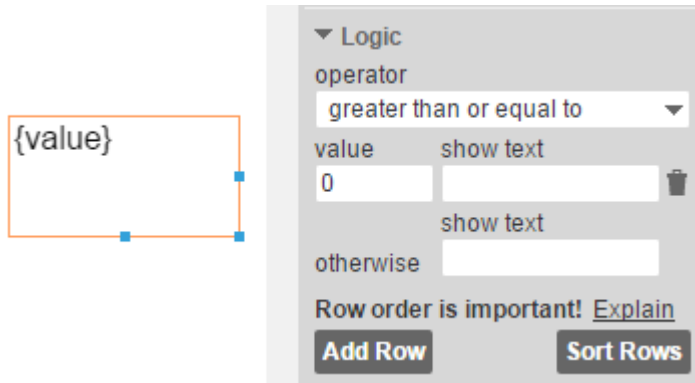 {value}
Logic
operator
greater than or equal to
value show text
0
show text
otherwise
Row order is important! Explain
Add Row Sort Rows